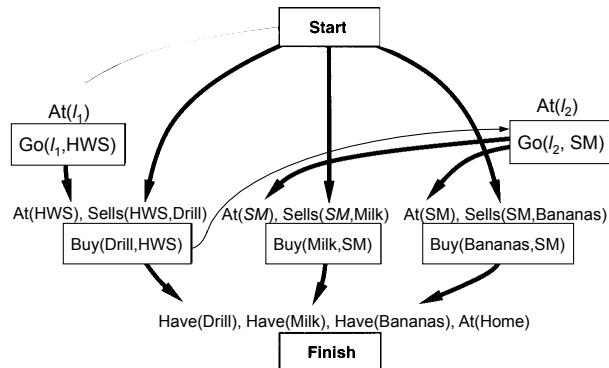 Start
At(l₁)
Go(l₁,HWS)
At(l₂)
Go(l₂, SM)
At(HWS), Sells(HWS,Drill)
Buy(Drill,HWS)
At(SM), Sells(SM,Milk)
Buy(Milk,SM)
At(SM), Sells(SM,Bananas)
Buy(Bananas,SM)
Have(Drill), Have(Milk), Have(Bananas), At(Home)
Finish